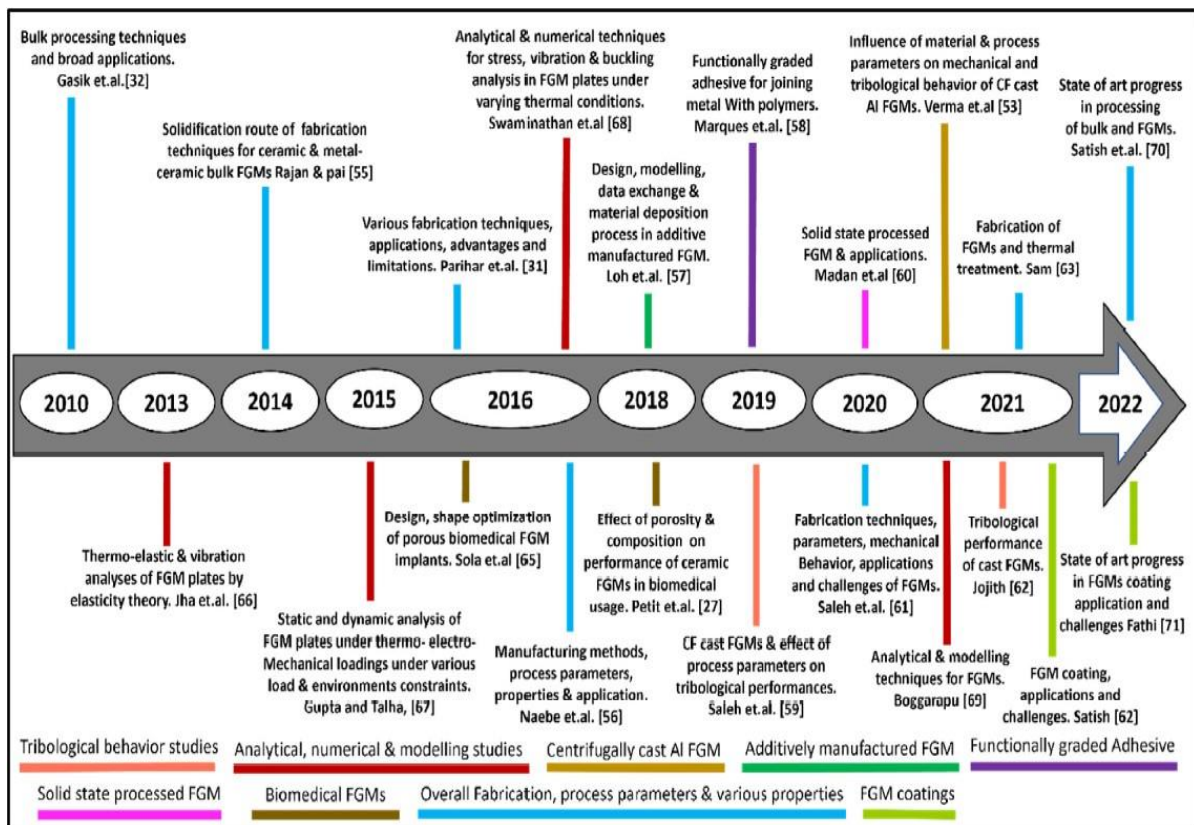 Bulk processing techniques
and broad applications.
Gasik et.al.[32]
Solidification route of fabrication
techniques for ceramic & metal-
ceramic bulk FGMs Rajan & pai [55]
Various fabrication techniques,
applications, advantages and
limitations. Parihar et.al. [31]
Analytical & numerical techniques
for stress, vibration & buckling
analysis in FGM plates under
varying thermal conditions.
Swaminathan et.al [68]
Design, modelling,
data exchange &
material deposition
process in additive
manufactured FGM.
Loh et.al. [57]
Functionally graded
adhesive for joining
metal With polymers.
Marques et.al. [58]
Solid state processed
FGM & applications.
Madan et.al [60]
Influence of material & process
parameters on mechanical and
tribological behavior of CF cast
Al FGMs. Verma et.al [53]
Fabrication of
FGMs and thermal
treatment. Sam [63]
State of art progress
in processing
of bulk and FGMs.
Satish et.al. [70]
2010
2013
2014
2015
2016
2018
2019
2020
2021
2022
Thermo-elastic & vibration
analyses of FGM plates by
elasticity theory. Jha et.al. [66]
Static and dynamic analysis of
FGM plates under thermo- electro-
Mechanical loadings under various
load & environments constraints.
Gupta and Talha, [67]
Design, shape optimization
of porous biomedical FGM
implants. Sola et.al [65]
Manufacturing methods,
process parameters,
properties & application.
Naebe et.al. [56]
Effect of porosity &
composition on
performance of ceramic
FGMs in biomedical
usage. Petit et.al. [27]
CF cast FGMs & effect of
process parameters on
tribological performances.
Saleh et.al. [59]
Fabrication techniques,
parameters, mechanical
Behavior, applications
and challenges of FGMs.
Saleh et.al. [61]
Analytical & modelling
techniques for FGMs.
Boggarapu [69]
Tribological
performance
of cast FGMs.
Jojith [62]
FGM coating,
applications and
challenges. Satish [62]
State of art progress
in FGMs coating
application and
challenges Fathi [71]
Tribological behavior studies
Analytical, numerical & modelling studies
Centrifugally cast Al FGM
Additively manufactured FGM
Functionally graded Adhesive
Solid state processed FGM
Biomedical FGMs
Overall Fabrication, process parameters & various properties
FGM coatings